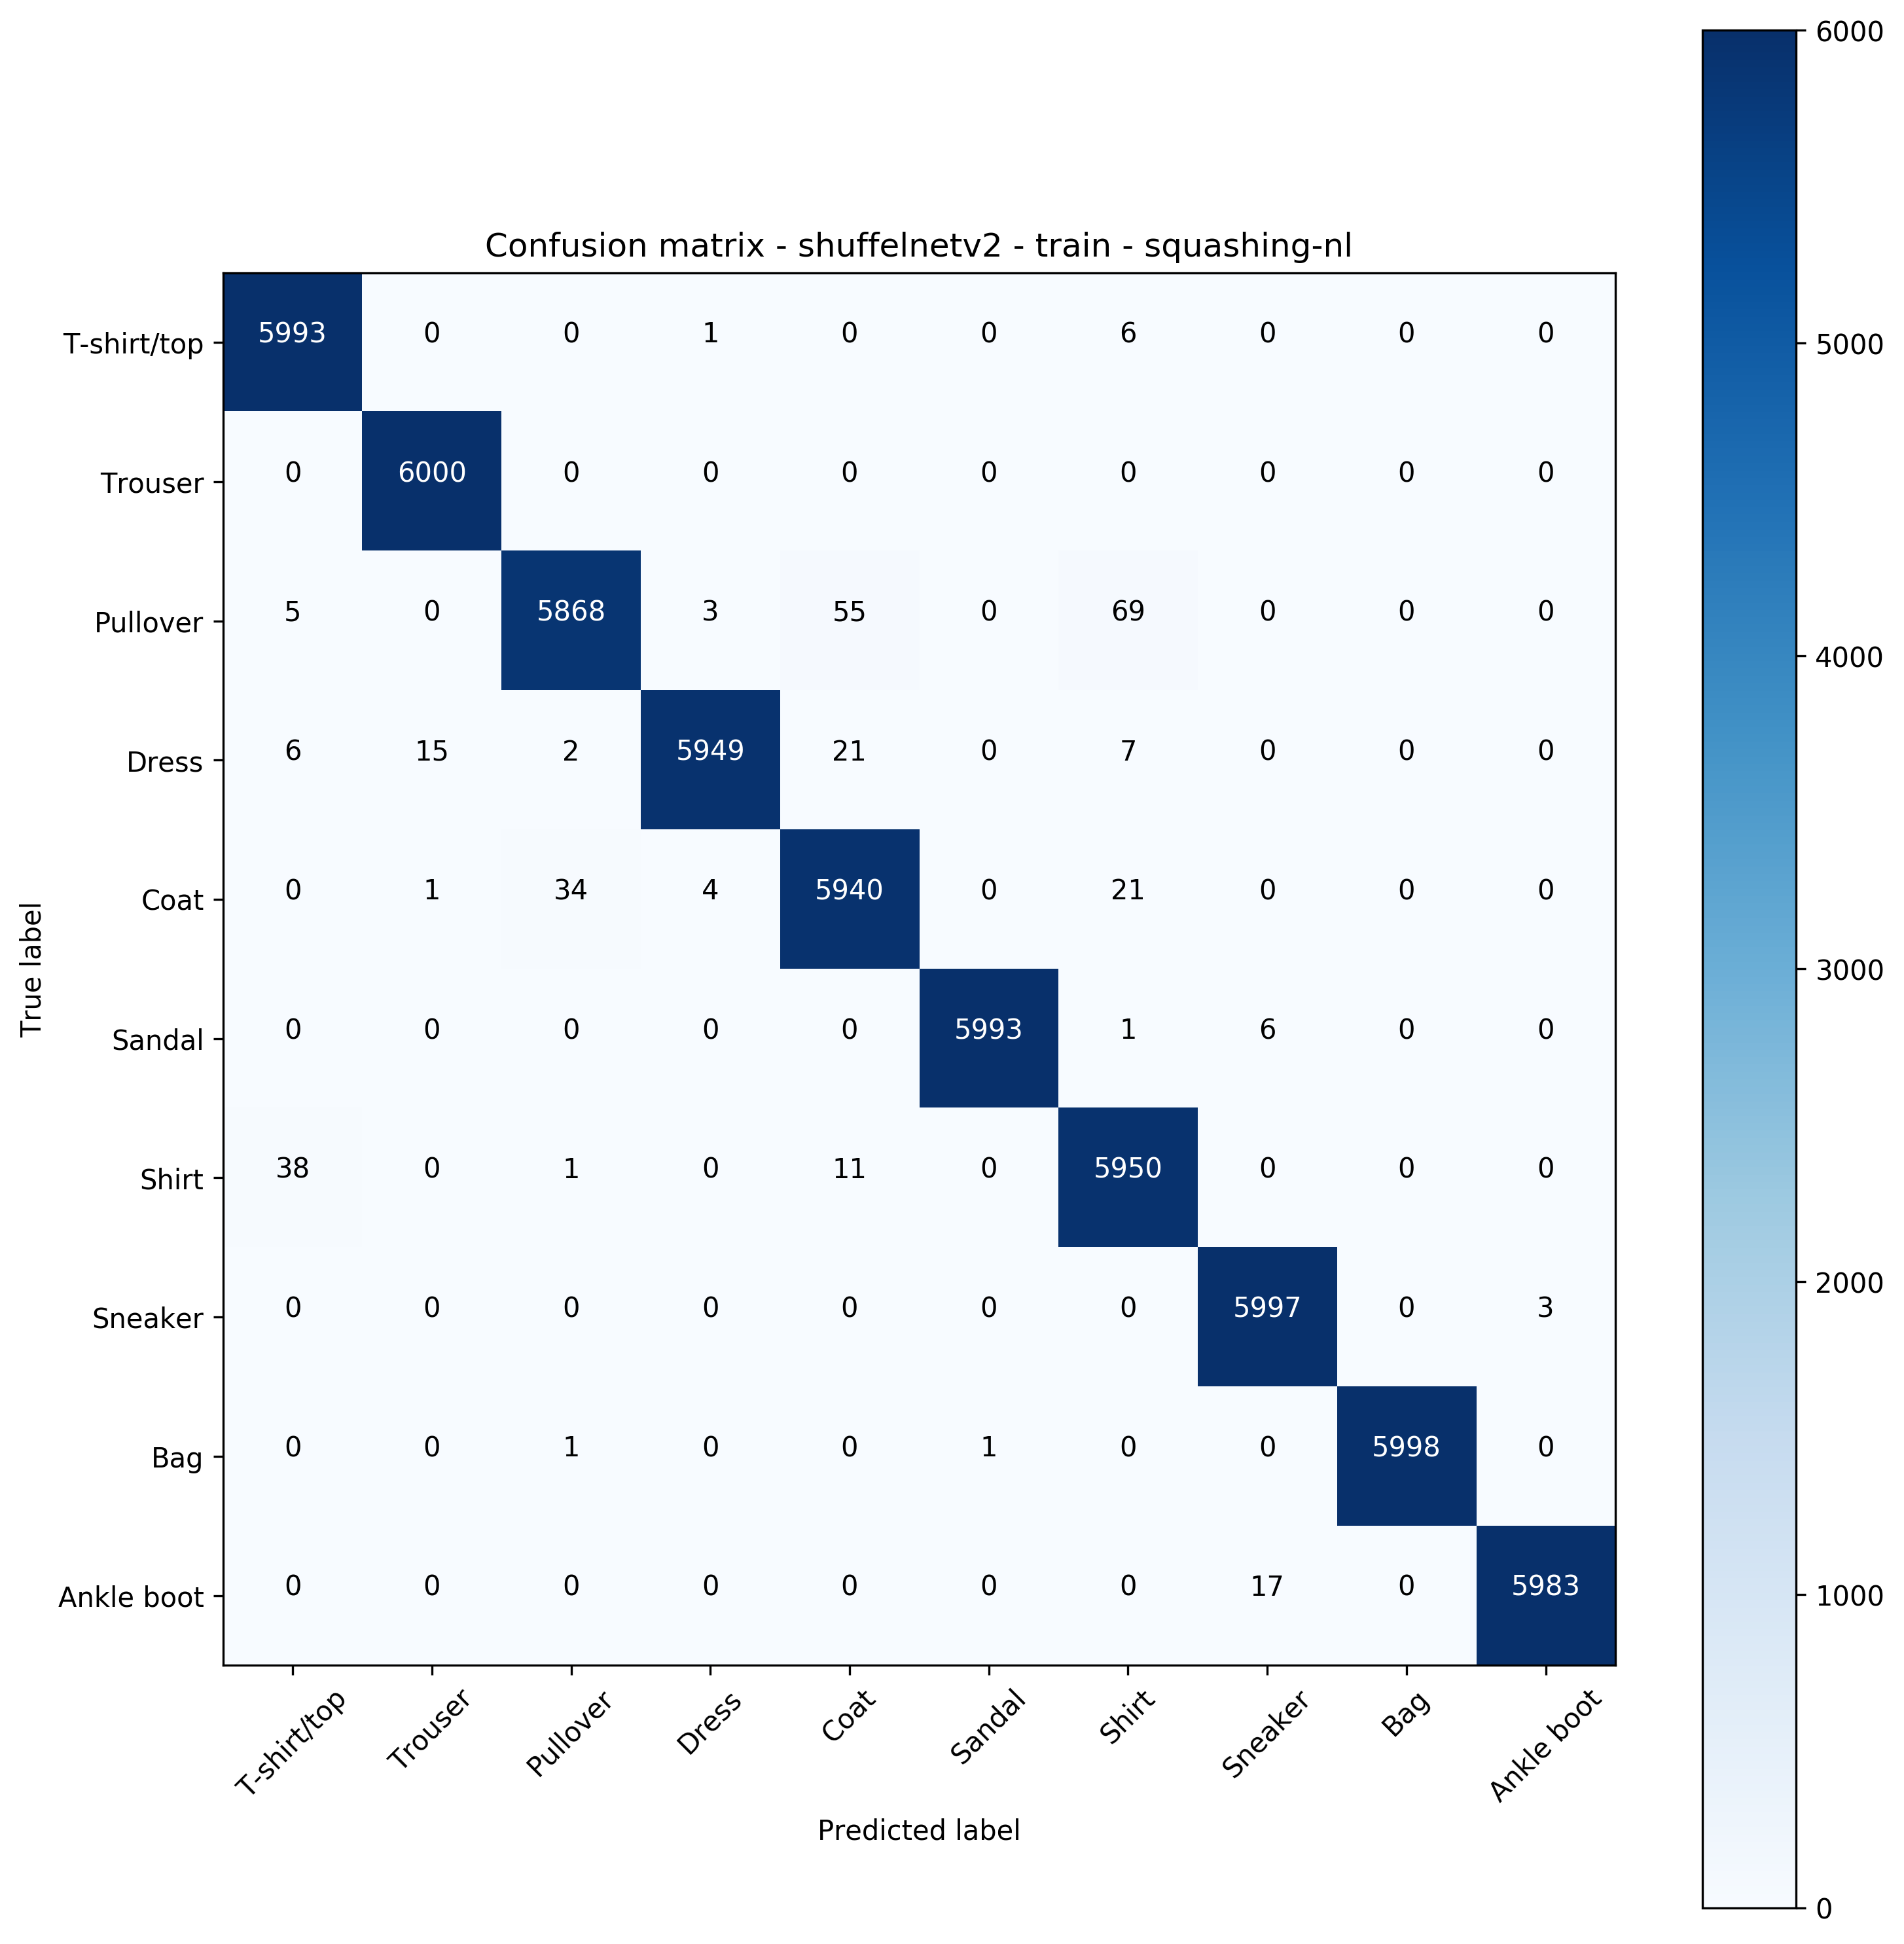 Confusion matrix - shuffelnetv2 - train - squashing-nl
T-shirt/top 5993 0 0 1 0 0 6 0 0 0
Trouser 0 6000 0 0 0 0 0 0 0 0
Pullover 5 0 5868 3 55 0 69 0 0 0
Dress 6 15 2 5949 21 0 7 0 0 0
Coat 0 1 34 4 5940 0 21 0 0 0
Sandal 0 0 0 0 0 5993 1 6 0 0
Shirt 38 0 1 0 11 0 5950 0 0 0
Sneaker 0 0 0 0 0 0 0 5997 0 3
Bag 0 0 1 0 0 1 0 0 5998 0
Ankle boot 0 0 0 0 0 0 0 17 0 5983
True label
T-shirt/top Trouser Pullover Dress Coat Sandal Shirt Sneaker Bag Ankle boot
Predicted label
6000
5000
4000
3000
2000
1000
0